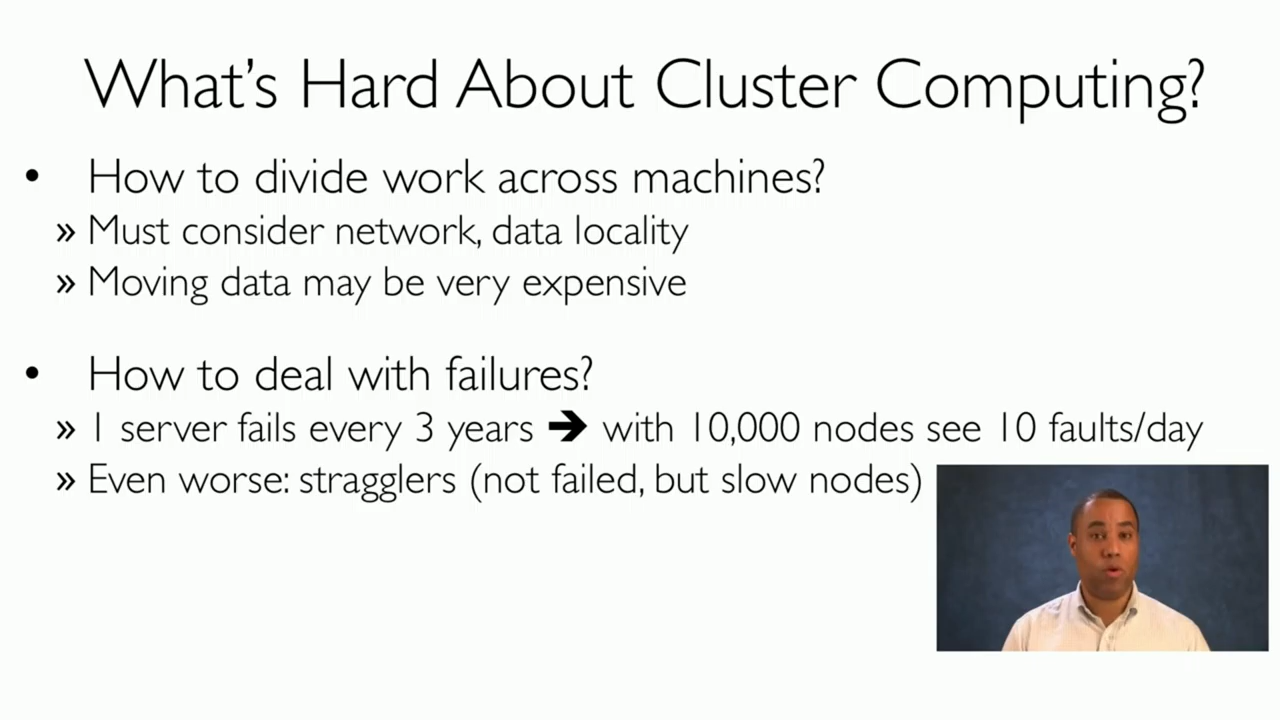 What's Hard About Cluster Computing?
• How to divide work across machines?
» Must consider network, data locality
» Moving data may be very expensive
• How to deal with failures?
» 1 server fails every 3 years ➔ with 10,000 nodes see 10 faults/day
» Even worse: stragglers (not failed, but slow nodes)